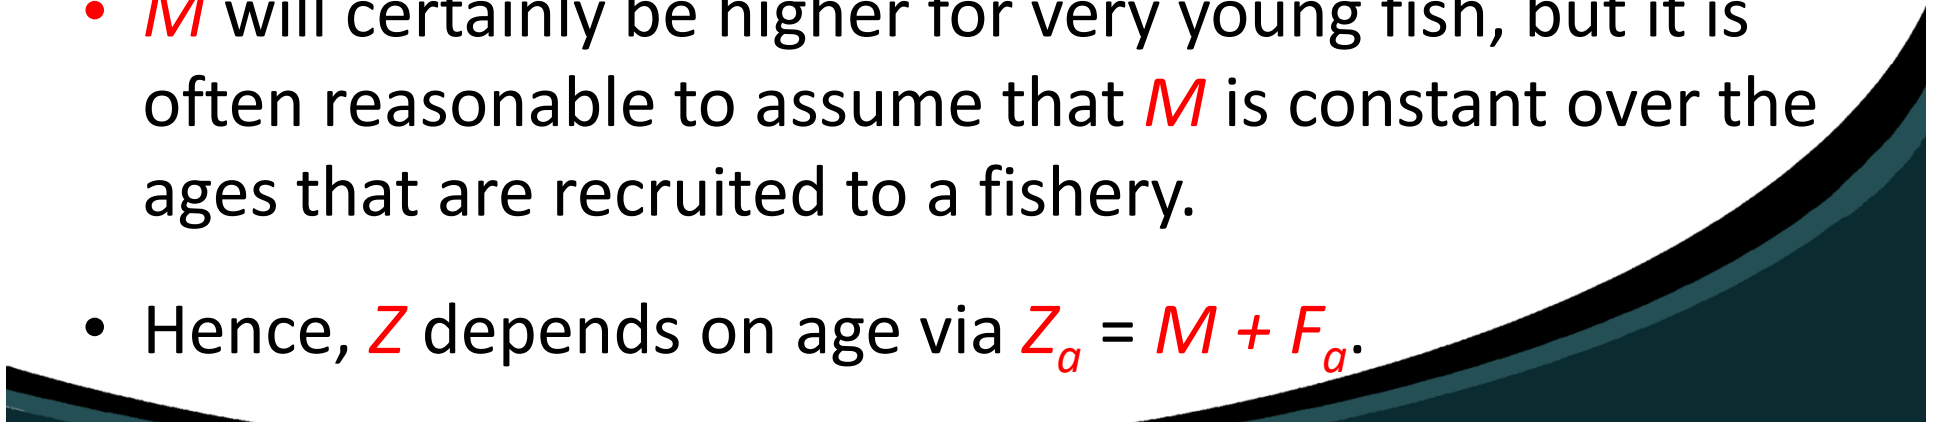 • M will certainly be higher for very young fish, but it is
often reasonable to assume that M is constant over the
ages that are recruited to a fishery.
• Hence, Z depends on age via Zₐ = M + Fₐ.